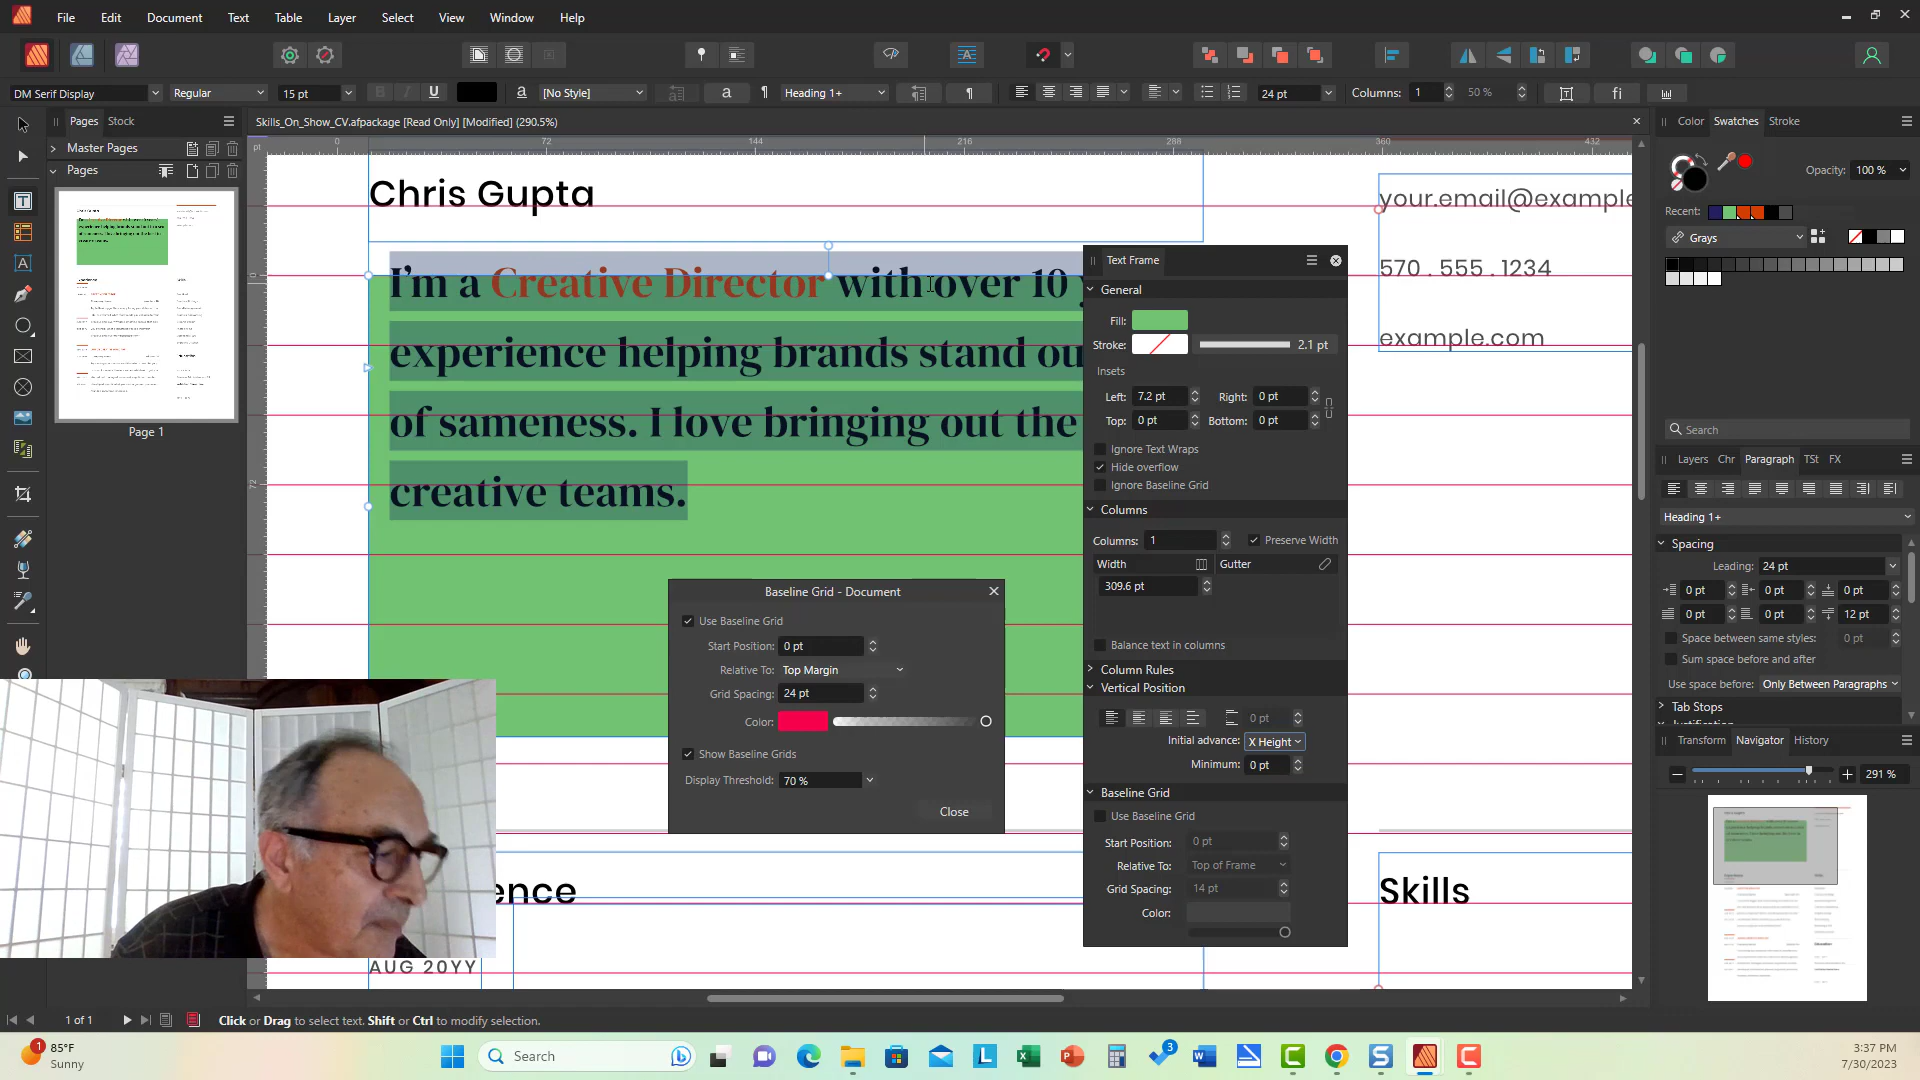 File Edit Document Text Table Layer Select View Window Help
DM Serif Display Regular 15 pt B I U a [No Style] a Heading 1+ 24 pt Columns: 1 50 %
Pages Stock
Skills_On_Show_CV.afpackage [Read Only] [Modified] (290.5%)
Color Swatches Stroke
Master Pages
Pages
pt 0 72 144 216 288 360 432
Opacity: 100 %
Recent:
Grays
Search
Page 1
Chris Gupta
your.email@example
I'm a Creative Director with over 10
experience helping brands stand ou
of sameness. I love bringing out the
creative teams.
570 . 555 . 1234
example.com
Text Frame
General
Fill:
Stroke: 2.1 pt
Insets
Left: 7.2 pt Right: 0 pt
Top: 0 pt Bottom: 0 pt
Ignore Text Wraps
Hide overflow
Ignore Baseline Grid
Columns
Columns: 1 Preserve Width
Width Gutter
309.6 pt
Balance text in columns
Column Rules
Vertical Position
0 pt
Initial advance: X Height
Minimum: 0 pt
Baseline Grid
Use Baseline Grid
Start Position: 0 pt
Relative To: Top of Frame
Grid Spacing: 14 pt
Color:
Baseline Grid - Document
Use Baseline Grid
Start Position: 0 pt
Relative To: Top Margin
Grid Spacing: 24 pt
Color:
Show Baseline Grids
Display Threshold: 70 %
Close
ence
Skills
AUG 20YY
Layers Chr Paragraph TSt FX
Heading 1+
Spacing
Leading: 24 pt
0 pt 0 pt 0 pt
0 pt 0 pt 12 pt
Space between same styles: 0 pt
Sum space before and after
Use space before: Only Between Paragraphs
Tab Stops
Transform Navigator History
291 %
1 of 1
Click or Drag to select text. Shift or Ctrl to modify selection.
1 85°F
Sunny
Search
3
3:37 PM
7/30/2023